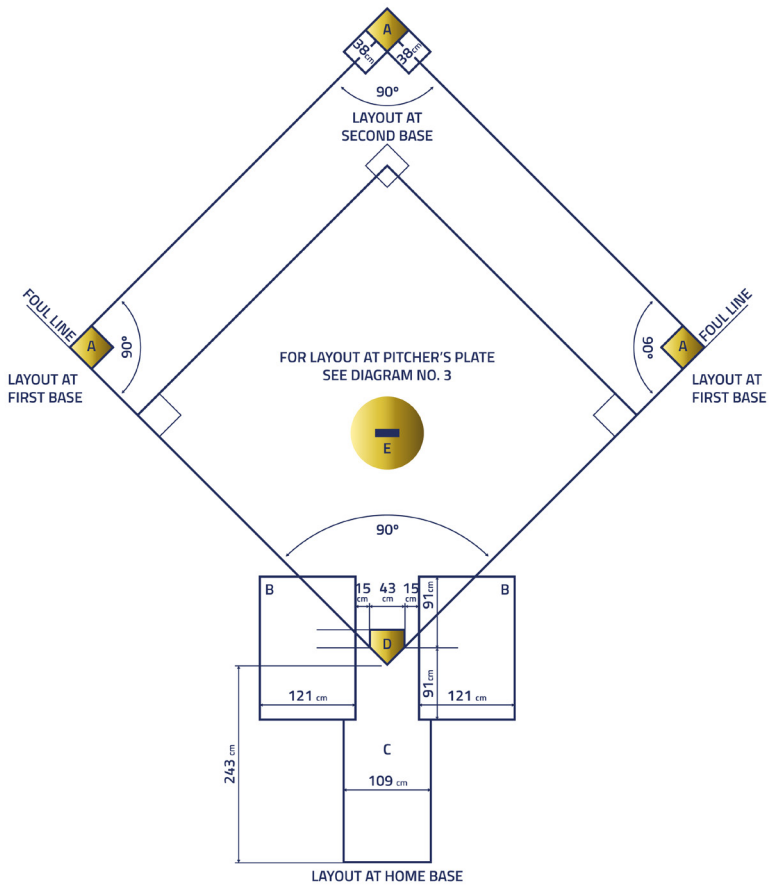 A
38cm
38cm
90°
LAYOUT AT
SECOND BASE
FOUL LINE
FOUL LINE
A
90°
90°
A
LAYOUT AT
FIRST BASE
LAYOUT AT
FIRST BASE
FOR LAYOUT AT PITCHER'S PLATE
SEE DIAGRAM NO. 3
E
90°
B
15 cm
43 cm
15 cm
91cm
B
D
121 cm
91cm
121 cm
C
243 cm
109 cm
LAYOUT AT HOME BASE